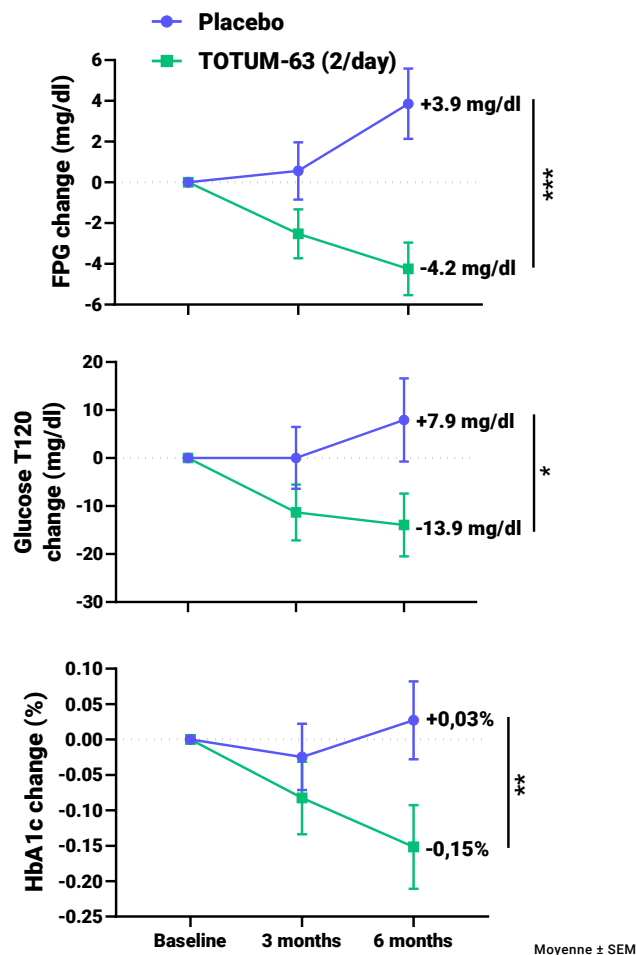 Placebo
TOTUM-63 (2/day)
FPG change (mg/dl)
6
4
2
0
-2
-4
-6
+3.9 mg/dl
-4.2 mg/dl
***
Glucose T120
change (mg/dl)
20
10
0
-10
-20
-30
+7.9 mg/dl
-13.9 mg/dl
*
HbA1c change (%)
0.10
0.05
0.00
-0.05
-0.10
-0.15
-0.20
-0.25
+0,03%
-0,15%
**
Baseline 3 months 6 months
Moyenne ± SEM